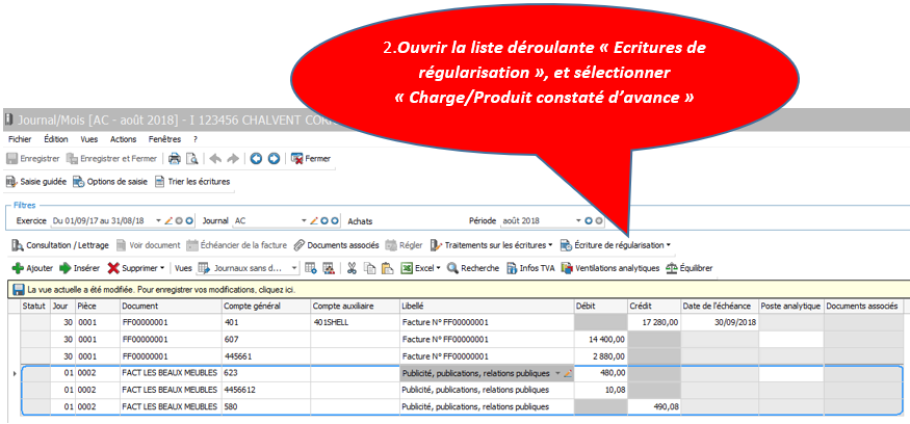 2.Ouvrir la liste déroulante « Ecritures de
régularisation », et sélectionner
« Charge/Produit constaté d’avance »
Journal/Mois [AC - août 2018] - I 123456 CHALVENT
Fichier Édition Vues Actions Fenêtres ?
Enregistrer Enregistrer et Fermer Fermer
Saisie guidée Options de saisie Trier les écritures
Filtres
Exercice Du 01/09/17 au 31/08/18 Journal AC Achats Période août 2018
Consultation / Lettrage Voir document Échéancier de la facture Documents associés Régler Traitements sur les écritures Écriture de régularisation
Ajouter Insérer Supprimer Vues Journaux sans d... Excel Recherche Infos TVA Ventilations analytiques Équilibrer
La vue actuelle a été modifiée. Pour enregistrer vos modifications, cliquez ici.
Statut Jour Pièce Document Compte général Compte auxiliaire Libellé Débit Crédit Date de l'échéance Poste analytique Documents associés
30 0001 FF00000001 401 401SHELL Facture N° FF00000001 17 280,00 30/09/2018
30 0001 FF00000001 607 Facture N° FF00000001 14 400,00
30 0001 FF00000001 445661 Facture N° FF00000001 2 880,00
01 0002 FACT LES BEAUX MEUBLES 623 Publicité, publications, relations publiques 480,00
01 0002 FACT LES BEAUX MEUBLES 4456612 Publicité, publications, relations publiques 10,08
01 0002 FACT LES BEAUX MEUBLES 580 Publicité, publications, relations publiques 490,08